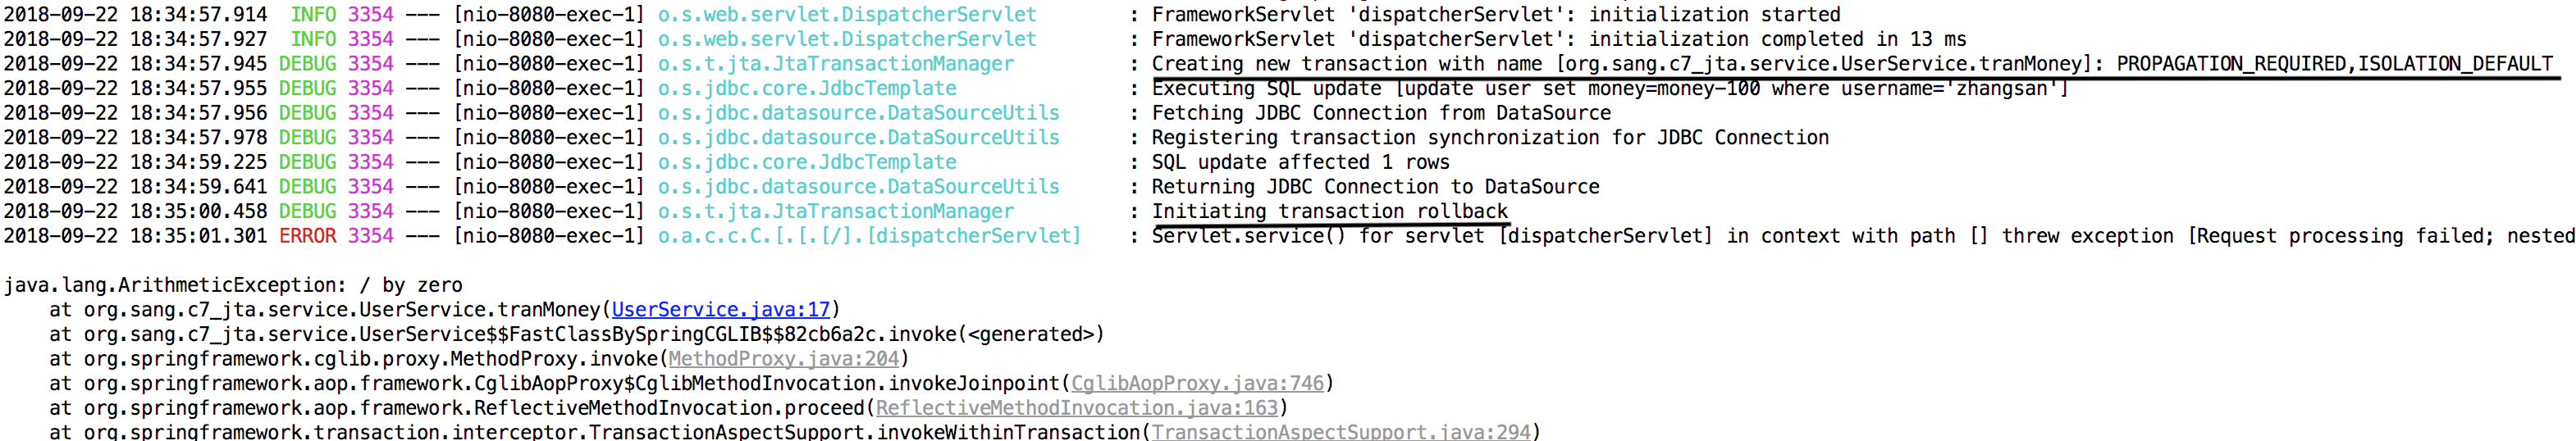 2018-09-22 18:34:57.914  INFO 3354 --- [nio-8080-exec-1] o.s.web.servlet.DispatcherServlet        : FrameworkServlet 'dispatcherServlet': initialization started
2018-09-22 18:34:57.927  INFO 3354 --- [nio-8080-exec-1] o.s.web.servlet.DispatcherServlet        : FrameworkServlet 'dispatcherServlet': initialization completed in 13 ms
2018-09-22 18:34:57.945 DEBUG 3354 --- [nio-8080-exec-1] o.s.t.jta.JtaTransactionManager          : Creating new transaction with name [org.sang.c7_jta.service.UserService.tranMoney]: PROPAGATION_REQUIRED,ISOLATION_DEFAULT
2018-09-22 18:34:57.955 DEBUG 3354 --- [nio-8080-exec-1] o.s.jdbc.core.JdbcTemplate               : Executing SQL update [update user set money=money-100 where username='zhangsan']
2018-09-22 18:34:57.956 DEBUG 3354 --- [nio-8080-exec-1] o.s.jdbc.datasource.DataSourceUtils      : Fetching JDBC Connection from DataSource
2018-09-22 18:34:57.978 DEBUG 3354 --- [nio-8080-exec-1] o.s.jdbc.datasource.DataSourceUtils      : Registering transaction synchronization for JDBC Connection
2018-09-22 18:34:59.225 DEBUG 3354 --- [nio-8080-exec-1] o.s.jdbc.core.JdbcTemplate               : SQL update affected 1 rows
2018-09-22 18:34:59.641 DEBUG 3354 --- [nio-8080-exec-1] o.s.jdbc.datasource.DataSourceUtils      : Returning JDBC Connection to DataSource
2018-09-22 18:35:00.458 DEBUG 3354 --- [nio-8080-exec-1] o.s.t.jta.JtaTransactionManager          : Initiating transaction rollback
2018-09-22 18:35:01.301 ERROR 3354 --- [nio-8080-exec-1] o.a.c.c.C.[.[.[/].[dispatcherServlet]    : Servlet.service() for servlet [dispatcherServlet] in context with path [] threw exception [Request processing failed; nested
java.lang.ArithmeticException: / by zero
    at org.sang.c7_jta.service.UserService.tranMoney(UserService.java:17)
    at org.sang.c7_jta.service.UserService$$FastClassBySpringCGLIB$$82cb6a2c.invoke(<generated>)
    at org.springframework.cglib.proxy.MethodProxy.invoke(MethodProxy.java:204)
    at org.springframework.aop.framework.CglibAopProxy$CglibMethodInvocation.invokeJoinpoint(CglibAopProxy.java:746)
    at org.springframework.aop.framework.ReflectiveMethodInvocation.proceed(ReflectiveMethodInvocation.java:163)
    at org.springframework.transaction.interceptor.TransactionAspectSupport.invokeWithinTransaction(TransactionAspectSupport.java:294)